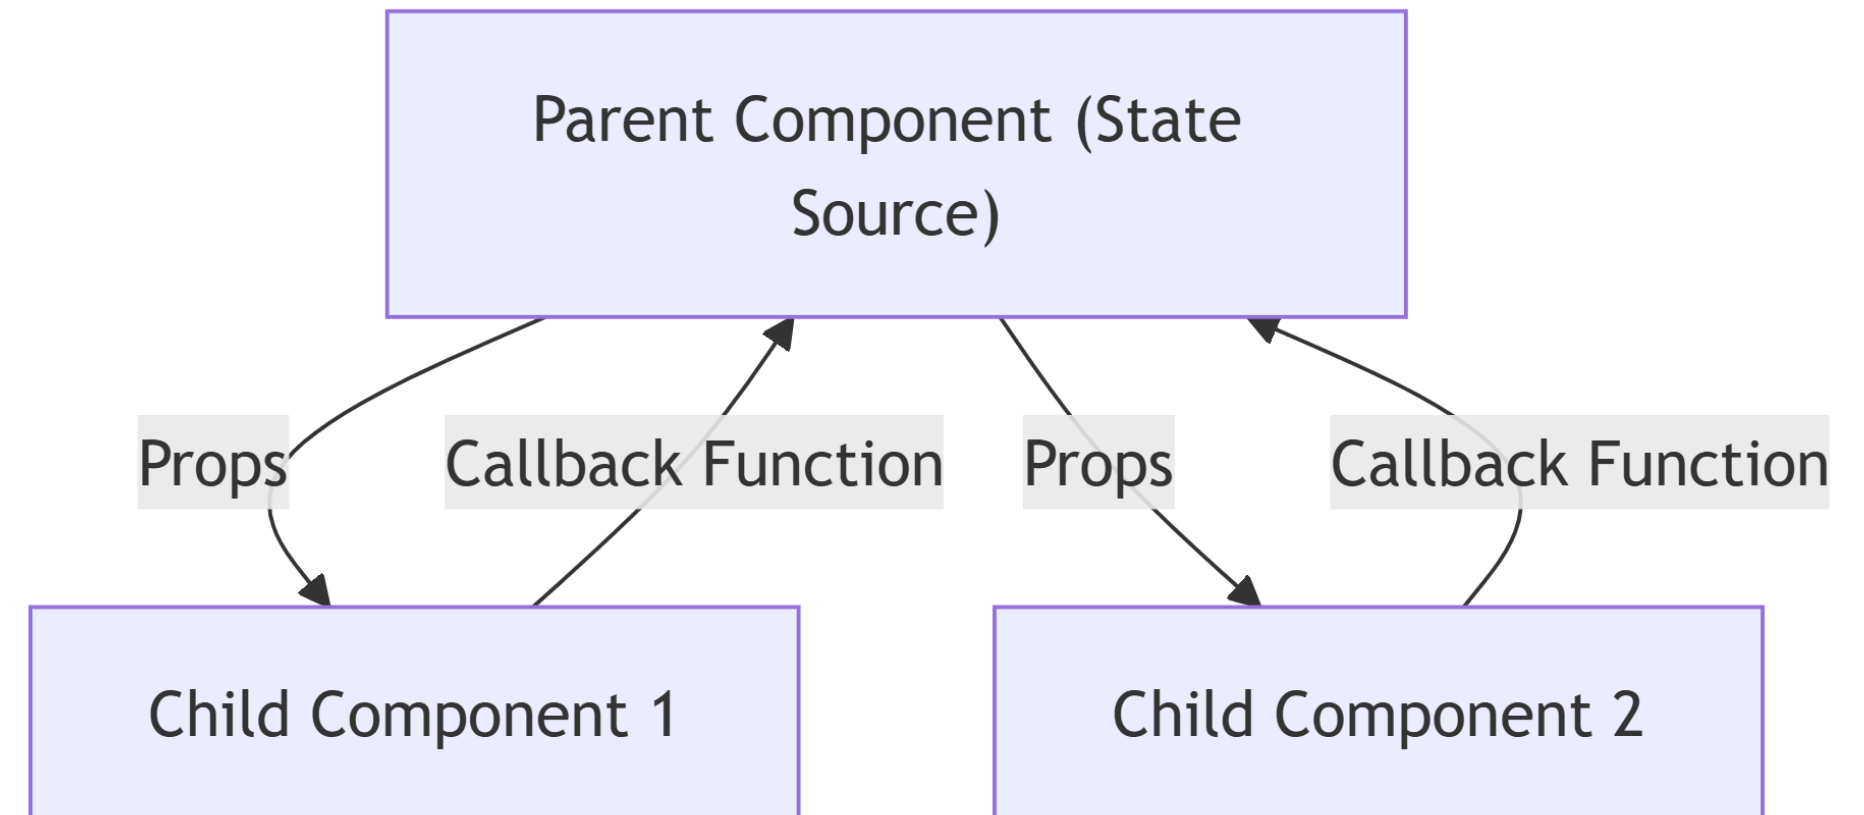 Parent Component (State
Source)
Props
Callback Function
Props
Callback Function
Child Component 1
Child Component 2